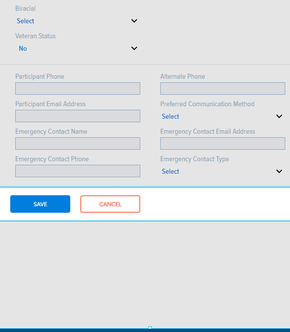 Biracial
Select
Veteran Status
No
Participant Phone
Alternate Phone
Participant Email Address
Preferred Communication Method
Select
Emergency Contact Name
Emergency Contact Email Address
Emergency Contact Phone
Emergency Contact Type
Select
SAVE
CANCEL